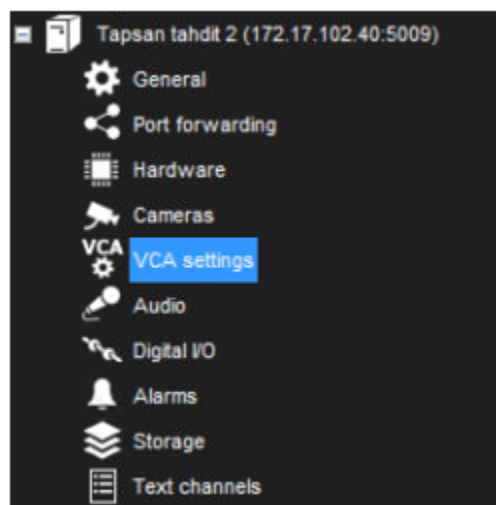 Tapsan tahdit 2 (172.17.102.40:5009)
General
Port forwarding
Hardware
Cameras
VCA VCA settings
Audio
Digital I/O
Alarms
Storage
Text channels